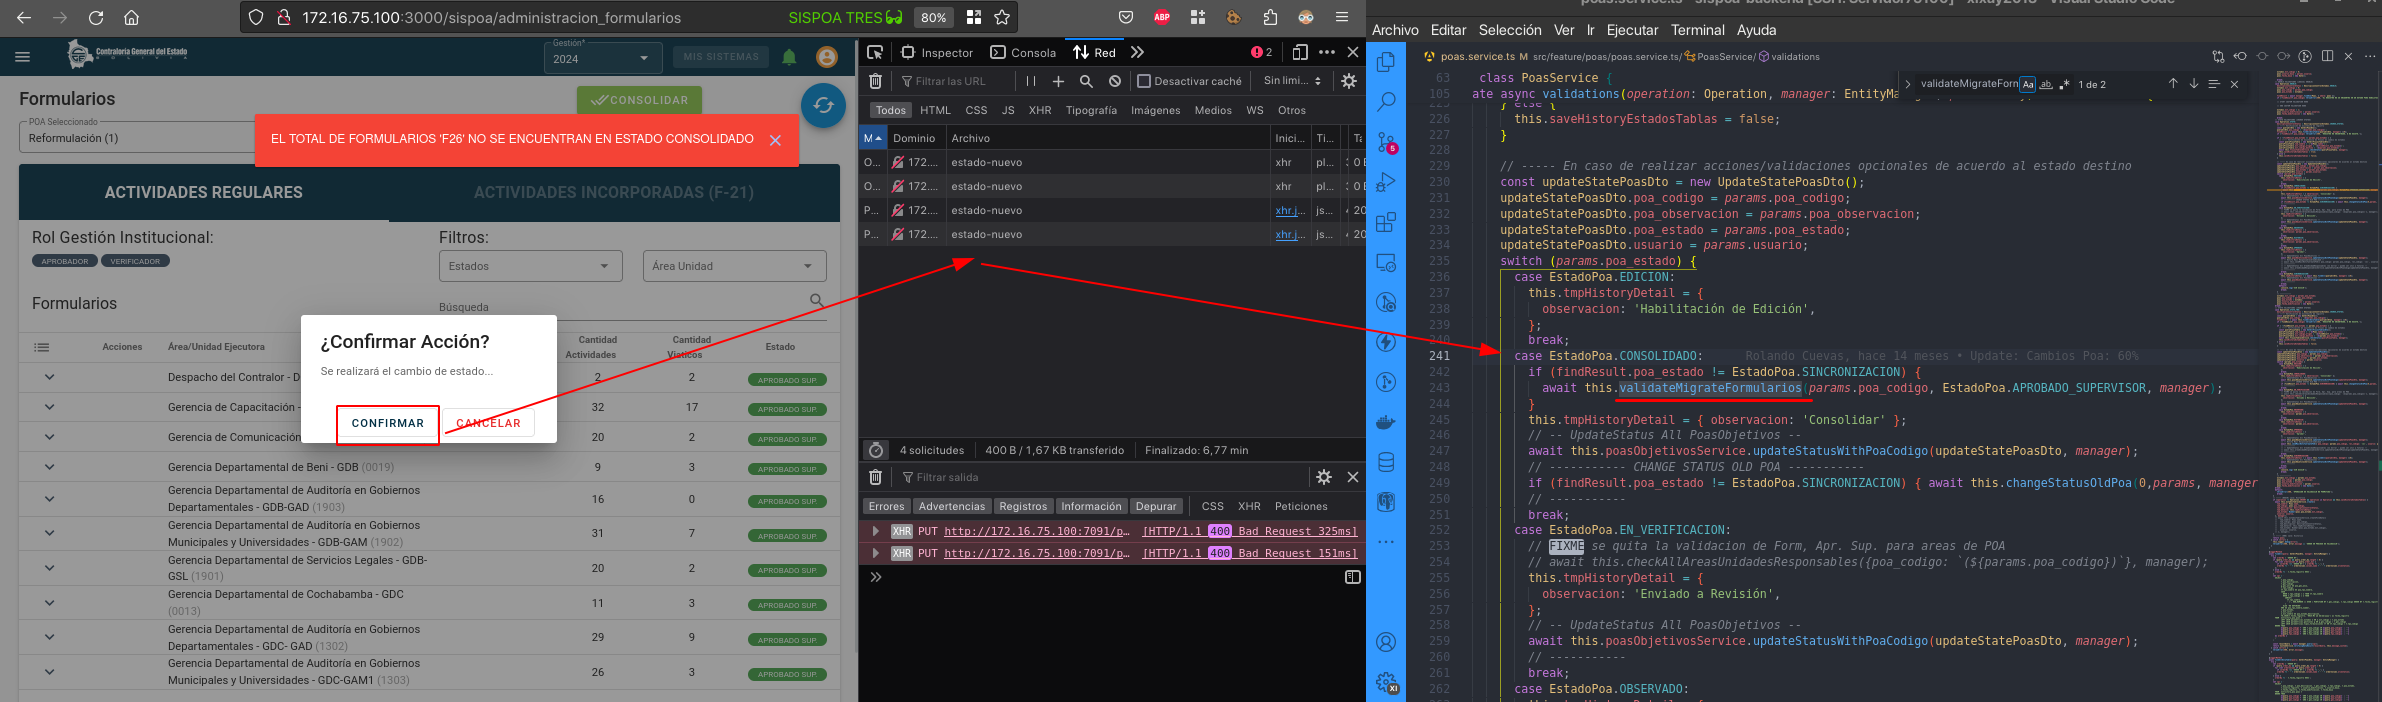 172.16.75.100:3000/sispoa/administracion_formularios
SISPOA TRES
80%
ABP
Contraloría General del Estado
Gestión*
2024
MIS SISTEMAS
Formularios
CONSOLIDAR
POA Seleccionado
Reformulación (1)
EL TOTAL DE FORMULARIOS 'F26' NO SE ENCUENTRAN EN ESTADO CONSOLIDADO
ACTIVIDADES REGULARES
ACTIVIDADES INCORPORADAS (F-21)
Rol Gestión Institucional:
APROBADOR
VERIFICADOR
Filtros:
Estados
Área Unidad
Formularios
Búsqueda
Acciones
Área/Unidad Ejecutora
Cantidad Actividades
Cantidad Viáticos
Estado
Despacho del Contralor - D
2 2 APROBADO SUP.
Gerencia de Capacitación -
32 17 APROBADO SUP.
Gerencia de Comunicación
20 2 APROBADO SUP.
Gerencia Departamental de Beni - GDB (0019)
9 3 APROBADO SUP.
Gerencia Departamental de Auditoría en Gobiernos
Departamentales - GDB-GAD (1903)
16 0 APROBADO SUP.
Gerencia Departamental de Auditoría en Gobiernos
Municipales y Universidades - GDB-GAM (1902)
31 7 APROBADO SUP.
Gerencia Departamental de Servicios Legales - GDB-
GSL (1901)
20 2 APROBADO SUP.
Gerencia Departamental de Cochabamba - GDC
(0013)
11 3 APROBADO SUP.
Gerencia Departamental de Auditoría en Gobiernos
Departamentales - GDC- GAD (1302)
29 9 APROBADO SUP.
Gerencia Departamental de Auditoría en Gobiernos
Municipales y Universidades - GDC-GAM1 (1303)
26 3 APROBADO SUP.
¿Confirmar Acción?
Se realizará el cambio de estado...
CONFIRMAR
CANCELAR
Inspector
Consola
Red
2
Filtrar las URL
Desactivar caché
Sin limi...
Todos HTML CSS JS XHR Tipografía Imágenes Medios WS Otros
M Dominio Archivo Inici... Ti... Ta
O... 172.... estado-nuevo xhr pl... 0 B
O... 172.... estado-nuevo xhr pl... 0 B
P... 172.... estado-nuevo xhr.j... js... 20
P... 172.... estado-nuevo xhr.j... js... 20
4 solicitudes
400 B / 1,67 KB transferido
Finalizado: 6,77 min
Filtrar salida
Errores Advertencias Registros Información Depurar CSS XHR Peticiones
XHR PUT http://172.16.75.100:7091/p… [HTTP/1.1 400 Bad Request 325ms]
XHR PUT http://172.16.75.100:7091/p… [HTTP/1.1 400 Bad Request 151ms]
Archivo Editar Selección Ver Ir Ejecutar Terminal Ayuda
poas.service.ts M src/feature/poas/poas.service.ts/ PoasService/ validations
validateMigrateForm
Aa ab
1 de 2
5
XI
63 class PoasService {
105 ate async validations(operation: Operation, manager: EntityMa
225 } else {
226 this.saveHistoryEstadosTablas = false;
227 }
228
229 // ----- En caso de realizar acciones/validaciones opcionales de acuerdo al estado destino
230 const updateStatePoasDto = new UpdateStatePoasDto();
231 updateStatePoasDto.poa_codigo = params.poa_codigo;
232 updateStatePoasDto.poa_observacion = params.poa_observacion;
233 updateStatePoasDto.poa_estado = params.poa_estado;
234 updateStatePoasDto.usuario = params.usuario;
235 switch (params.poa_estado) {
236 case EstadoPoa.EDICION:
237 this.tmpHistoryDetail = {
238 observacion: 'Habilitación de Edición',
239 };
240 break;
241 case EstadoPoa.CONSOLIDADO: Rolando Cuevas, hace 14 meses • Update: Cambios Poa: 60%
242 if (findResult.poa_estado != EstadoPoa.SINCRONIZACION) {
243 await this.validateMigrateFormularios(params.poa_codigo, EstadoPoa.APROBADO_SUPERVISOR, manager);
244 }
245 this.tmpHistoryDetail = { observacion: 'Consolidar' };
246 // -- UpdateStatus All PoasObjetivos --
247 await this.poasObjetivosService.updateStatusWithPoaCodigo(updateStatePoasDto, manager);
248 // ----------- CHANGE STATUS OLD POA -----------
249 if (findResult.poa_estado != EstadoPoa.SINCRONIZACION) { await this.changeStatusOldPoa(0,params, manager
250 // -----------
251 break;
252 case EstadoPoa.EN_VERIFICACION:
253 // FIXME se quita la validacion de Form, Apr. Sup. para areas de POA
254 // await this.checkAllAreasUnidadesResponsables({poa_codigo: `(${params.poa_codigo})`}, manager);
255 this.tmpHistoryDetail = {
256 observacion: 'Enviado a Revisión',
257 };
258 // -- UpdateStatus All PoasObjetivos --
259 await this.poasObjetivosService.updateStatusWithPoaCodigo(updateStatePoasDto, manager);
260 // -----------
261 break;
262 case EstadoPoa.OBSERVADO: